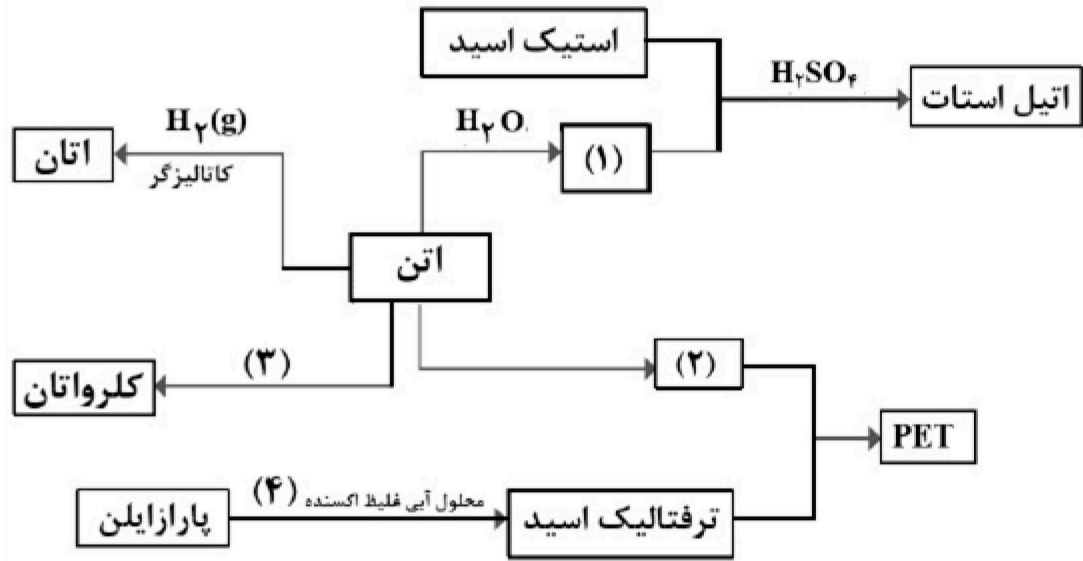 استیک اسید
H۲SO۴
اتیل استات
H۲(g)
کاتالیزگر
اتان
H۲O
(۱)
اتن
(۳)
کلرواتان
(۲)
PET
پارازایلن
(۴) محلول آبی غلیظ اکسنده
ترفتالیک اسید